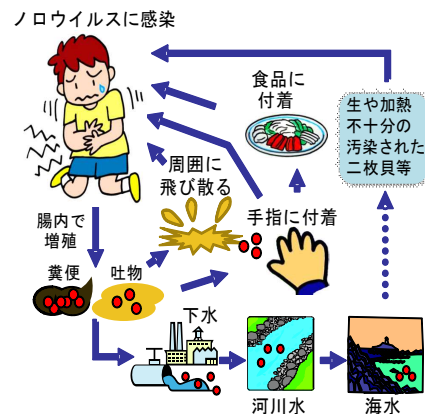 ノロウイルスに感染
食品に
付着
生や加熱
不十分の
汚染された
二枚貝等
周囲に
飛び散る
手指に付着
腸内で
増殖
糞便
吐物
下水
河川水
海水